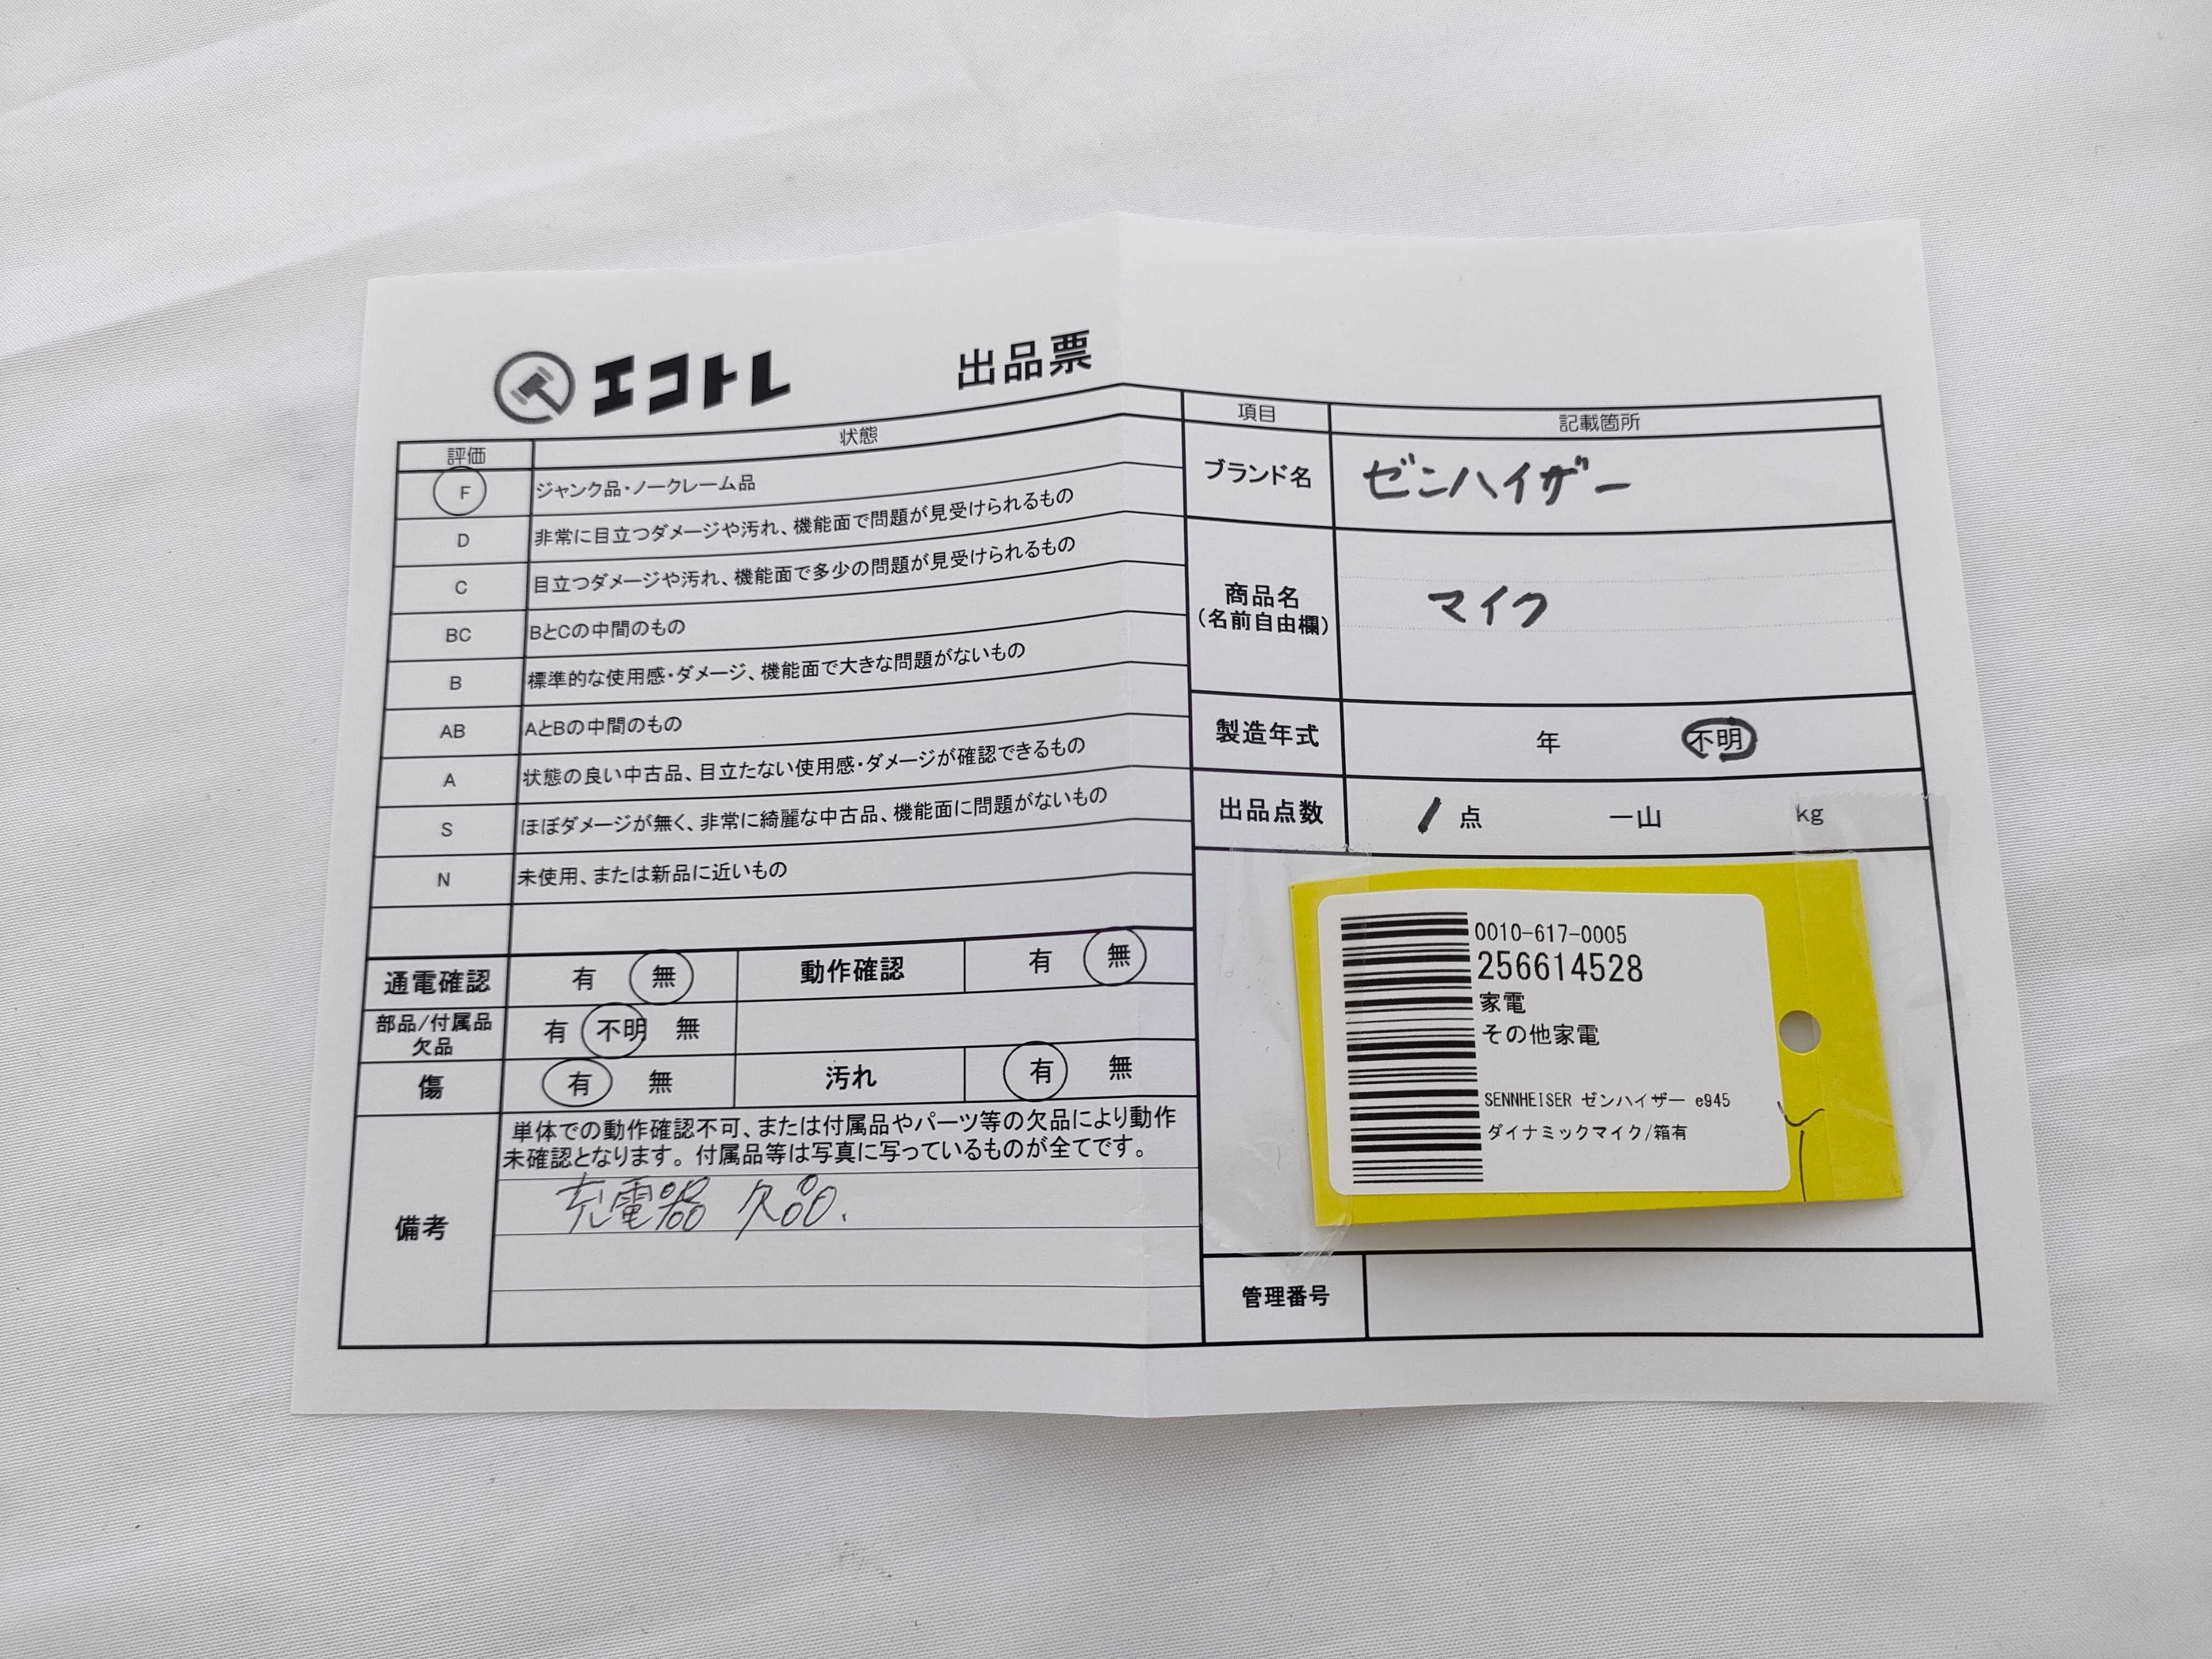 エコトレ 出品票
評価 状態
F ジャンク品・ノークレーム品
D 非常に目立つダメージや汚れ、機能面で問題が見受けられるもの
C 目立つダメージや汚れ、機能面で多少の問題が見受けられるもの
BC BとCの中間のもの
B 標準的な使用感・ダメージ、機能面で大きな問題がないもの
AB AとBの中間のもの
A 状態の良い中古品、目立たない使用感・ダメージが確認できるもの
S ほぼダメージが無く、非常に綺麗な中古品、機能面に問題がないもの
N 未使用、または新品に近いもの
通電確認 有 無 動作確認 有 無
部品/付属品 欠品 有 不明 無
傷 有 無 汚れ 有 無
備考
単体での動作確認不可、または付属品やパーツ等の欠品により動作
未確認となります。付属品等は写真に写っているものが全てです。
充電器 欠品.
項目 記載箇所
ブランド名 ゼンハイザー
商品名
(名前自由欄) マイク
製造年式 年 不明
出品点数 1 点 一山 kg
0010-617-0005
256614528
家電
その他家電
SENNHEISER ゼンハイザー e945
ダイナミックマイク/箱有
管理番号